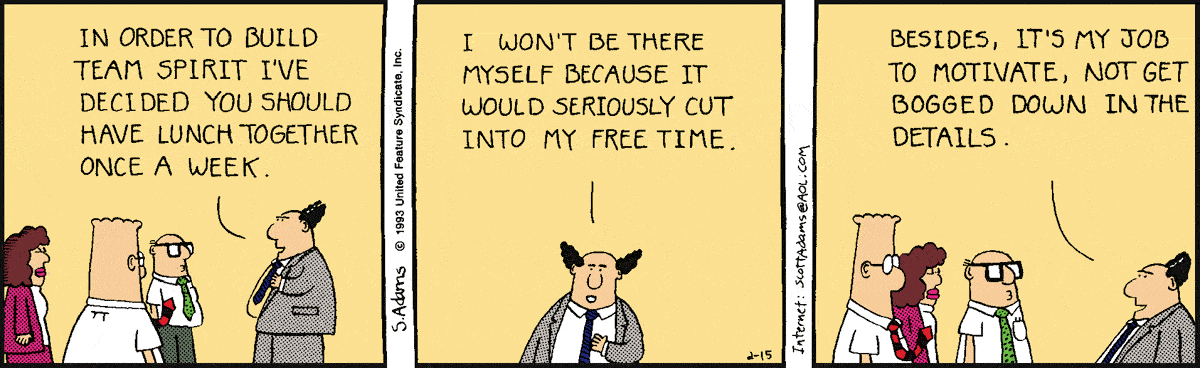 IN ORDER TO BUILD
TEAM SPIRIT I'VE
DECIDED YOU SHOULD
HAVE LUNCH TOGETHER
ONCE A WEEK.
S.Adams © 1993 United Feature Syndicate, Inc.
I WON'T BE THERE
MYSELF BECAUSE IT
WOULD SERIOUSLY CUT
INTO MY FREE TIME.
2-15
Internet: SCOTTADAMS@AOL.COM
BESIDES, IT'S MY JOB
TO MOTIVATE, NOT GET
BOGGED DOWN IN THE
DETAILS.